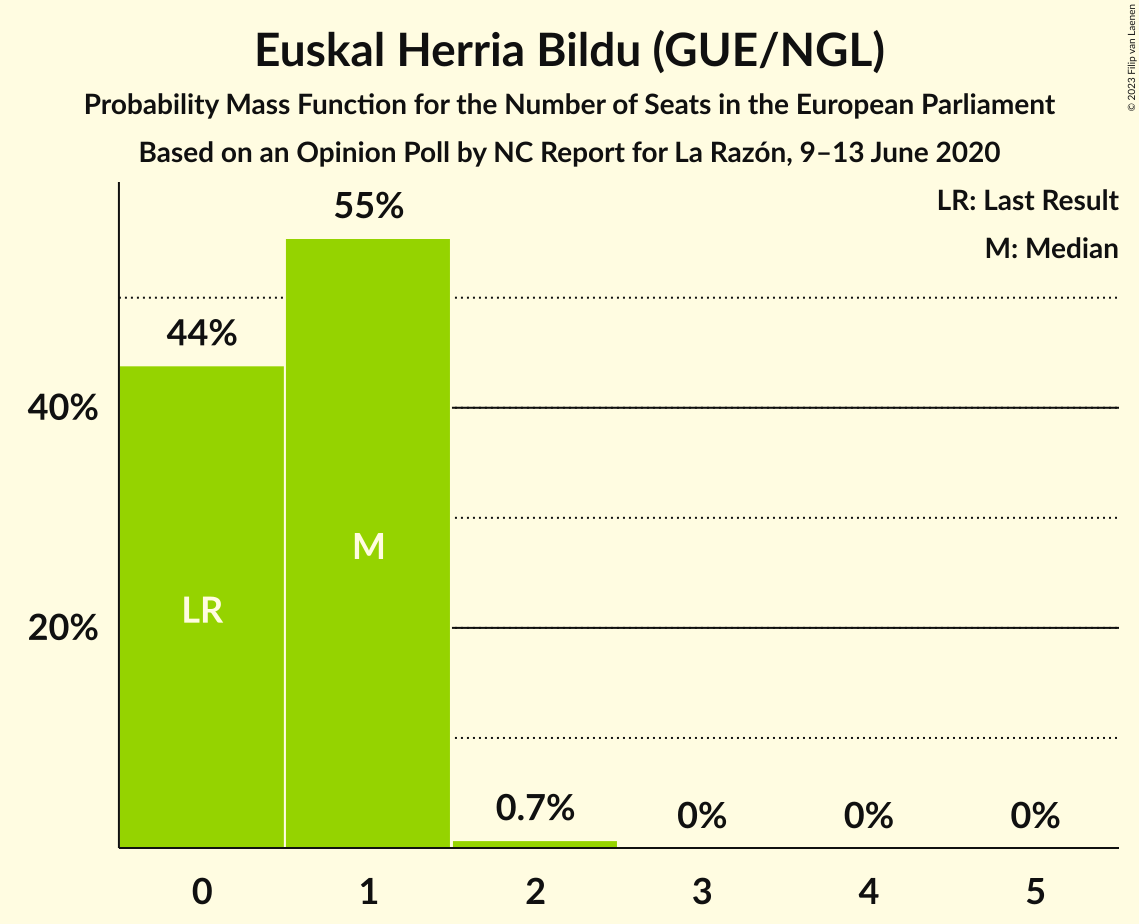 Euskal Herria Bildu (GUE/NGL)
Probability Mass Function for the Number of Seats in the European Parliament
Based on an Opinion Poll by NC Report for La Razón, 9–13 June 2020
© 2023 Filip van Laenen
LR: Last Result
M: Median
55%
44%
40%
M
LR
20%
0.7%
0%
0%
0%
0
1
2
3
4
5